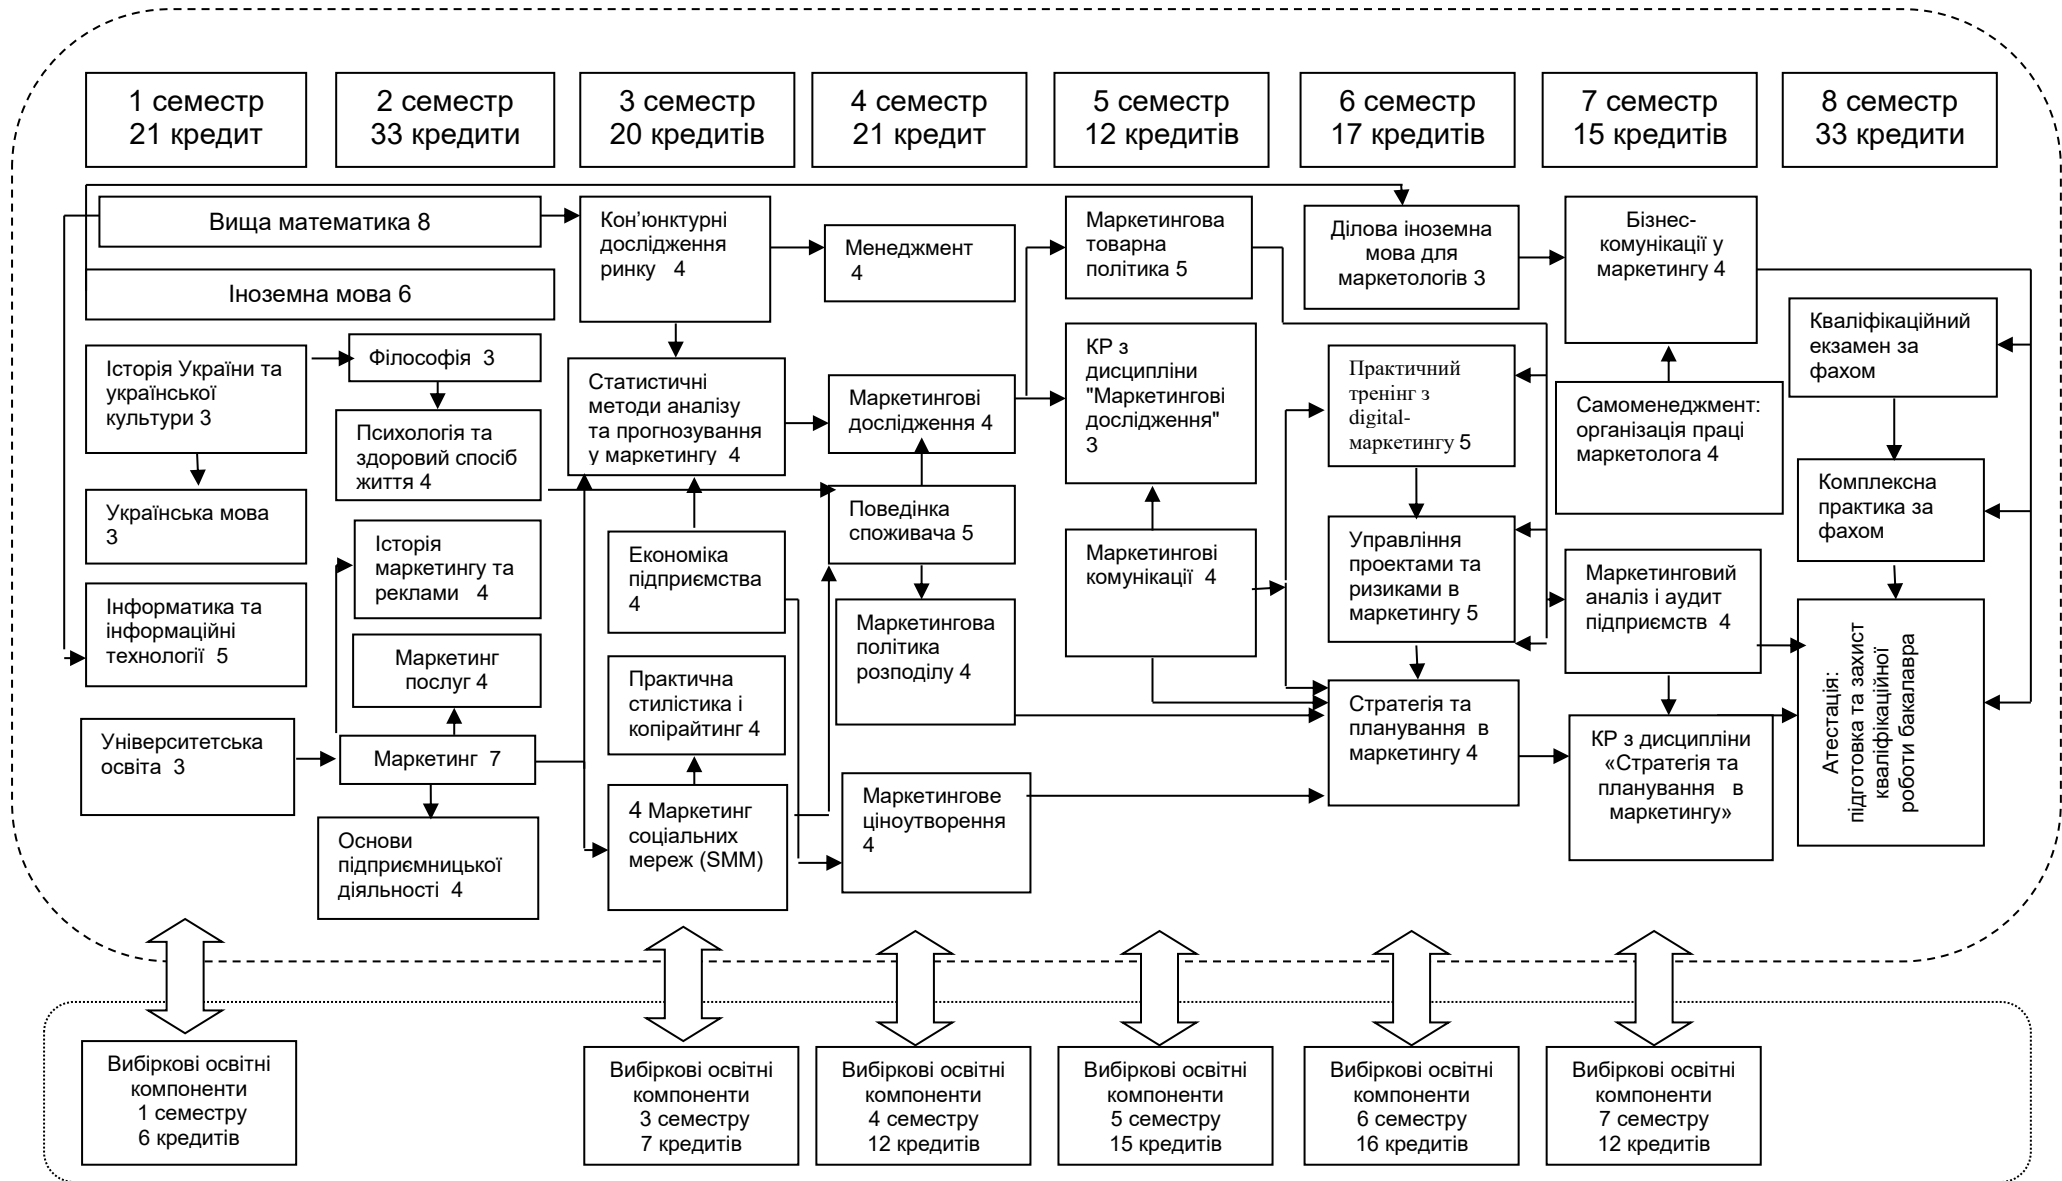 1 семестр
21 кредит
2 семестр
33 кредити
3 семестр
20 кредитів
4 семестр
21 кредит
5 семестр
12 кредитів
6 семестр
17 кредитів
7 семестр
15 кредитів
8 семестр
33 кредити
Вища математика 8
Іноземна мова 6
Історія України та
української
культури 3
Українська мова
3
Інформатика та
інформаційні
технології 5
Університетська
освіта 3
Філософія 3
Психологія та
здоровий спосіб
життя 4
Історія
маркетингу та
реклами 4
Маркетинг
послуг 4
Маркетинг 7
Основи
підприємницької
діяльності 4
Кон’юнктурні
дослідження
ринку 4
Статистичні
методи аналізу
та прогнозування
у маркетингу 4
Економіка
підприємства
4
Практична
стилістика і
копірайтинг 4
4 Маркетинг
соціальних
мереж (SMM)
Менеджмент
4
Маркетингові
дослідження 4
Поведінка
споживача 5
Маркетингова
політика
розподілу 4
Маркетингове
ціноутворення
4
Маркетингова
товарна
політика 5
КР з
дисципліни
"Маркетингові
дослідження"
3
Маркетингові
комунікації 4
Ділова іноземна
мова для
маркетологів 3
Практичний
тренінг з
digital-
маркетингу 5
Управління
проектами та
ризиками в
маркетингу 5
Стратегія та
планування в
маркетингу 4
Бізнес-
комунікації у
маркетингу 4
Самоменеджмент:
організація праці
маркетолога 4
Маркетинговий
аналіз і аудит
підприємств 4
КР з дисципліни
«Стратегія та
планування в
маркетингу»
Кваліфікаційний
екзамен за
фахом
Комплексна
практика за
фахом
Атестація:
підготовка та захист
кваліфікаційної
роботи бакалавра
Вибіркові освітні
компоненти
1 семестру
6 кредитів
Вибіркові освітні
компоненти
3 семестру
7 кредитів
Вибіркові освітні
компоненти
4 семестру
12 кредитів
Вибіркові освітні
компоненти
5 семестру
15 кредитів
Вибіркові освітні
компоненти
6 семестру
16 кредитів
Вибіркові освітні
компоненти
7 семестру
12 кредитів